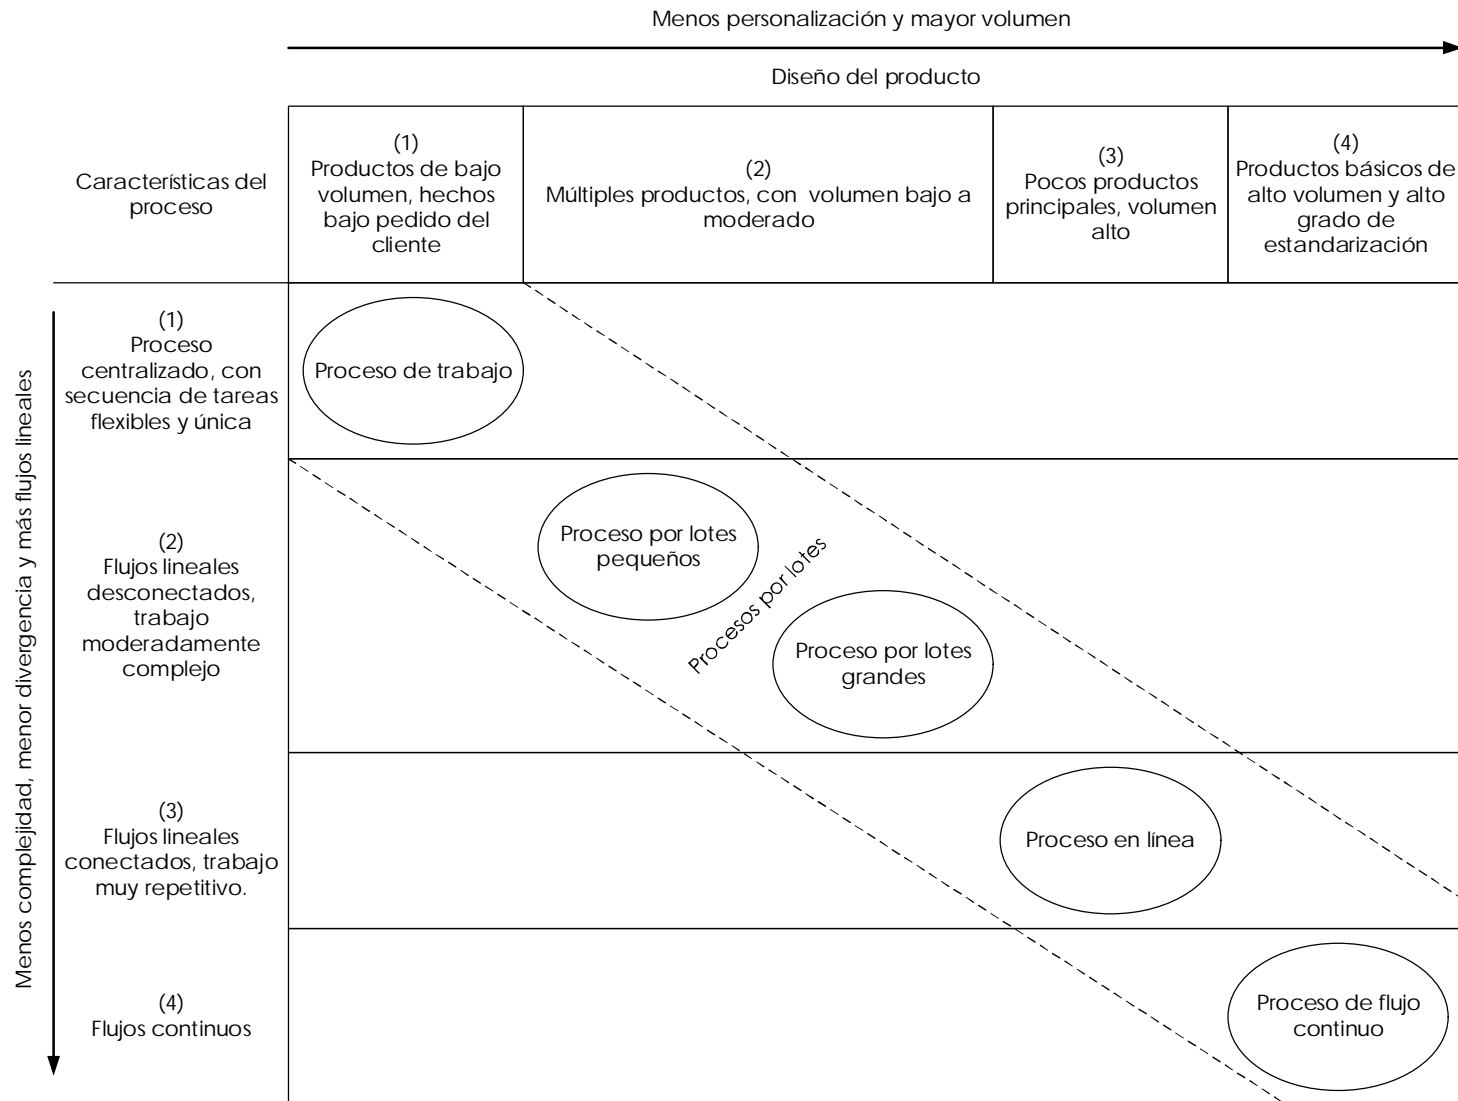 Menos personalización y mayor volumen
Diseño del producto
Características del
proceso
(1)
Productos de bajo
volumen, hechos
bajo pedido del
cliente
(2)
Múltiples productos, con volumen bajo a
moderado
(3)
Pocos productos
principales, volumen
alto
(4)
Productos básicos de
alto volumen y alto
grado de
estandarización
Menos complejidad, menor divergencia y más flujos lineales
(1)
Proceso
centralizado, con
secuencia de tareas
flexibles y única
Proceso de trabajo
(2)
Flujos lineales
desconectados,
trabajo
moderadamente
complejo
Proceso por lotes
pequeños
Procesos por lotes
Proceso por lotes
grandes
(3)
Flujos lineales
conectados, trabajo
muy repetitivo.
Proceso en línea
(4)
Flujos continuos
Proceso de flujo
continuo